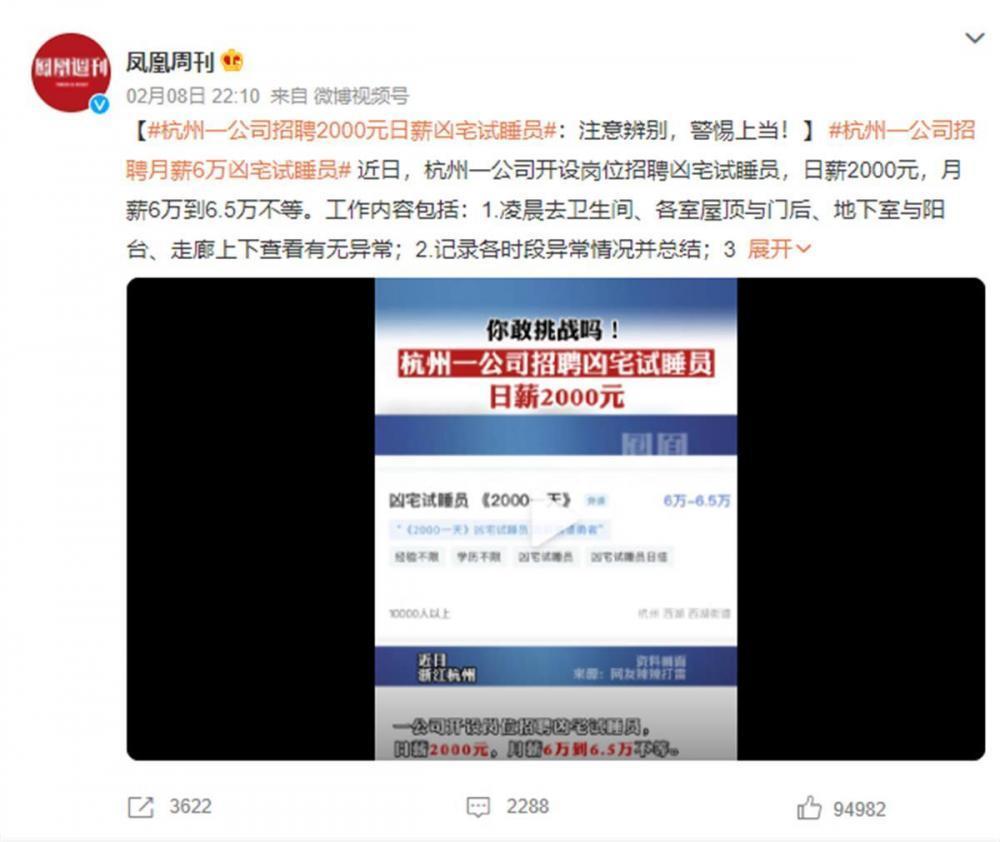 鳳凰週刊
凤凰周刊
02月08日 22:10 来自 微博视频号
【#杭州一公司招聘2000元日薪凶宅试睡员#：注意辨别，警惕上当！】#杭州一公司招
聘月薪6万凶宅试睡员# 近日，杭州一公司开设岗位招聘凶宅试睡员，日薪2000元，月
薪6万到6.5万不等。工作内容包括：1.凌晨去卫生间、各室屋顶与门后、地下室与阳
台、走廊上下查看有无异常；2.记录各时段异常情况并总结；3 展开
你敢挑战吗！
杭州一公司招聘凶宅试睡员
日薪2000元
凶宅试睡员 《2000一天》 6万-6.5万
“《2000一天》凶宅试睡员
经验不限 学历不限 凶宅试睡员 凶宅试睡员日结
10000人以上 杭州 西湖 西湖街道
近日 资料画面
浙江杭州 来源：网友辣辣打雷
一公司开设岗位招聘凶宅试睡员，
日薪2000元，月薪6万到6.5万不等。
3622 2288 94982